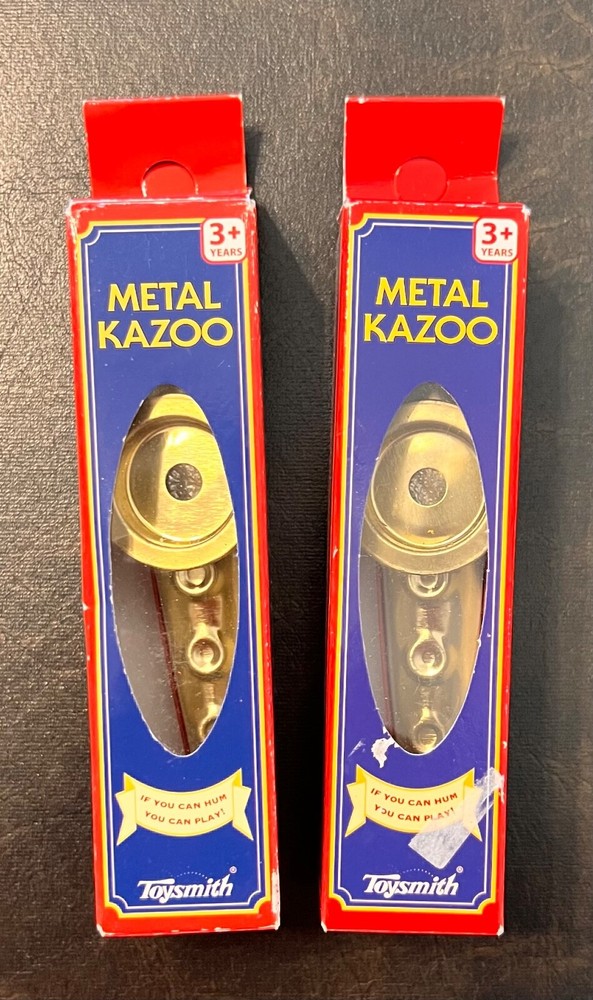 3+
YEARS
METAL
KAZOO
IF YOU CAN HUM
YOU CAN PLAY!
Toysmith®
3+
YEARS
METAL
KAZOO
IF YOU CAN HUM
YOU CAN PLAY!
Toysmith®